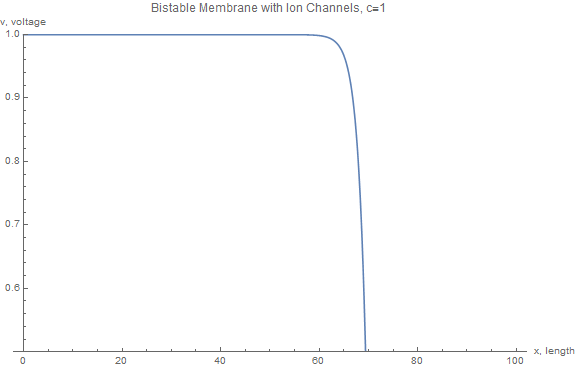 Bistable Membrane with Ion Channels, c=1
v, voltage
1.0
0.9
0.8
0.7
0.6
0 20 40 60 80 100 x, length